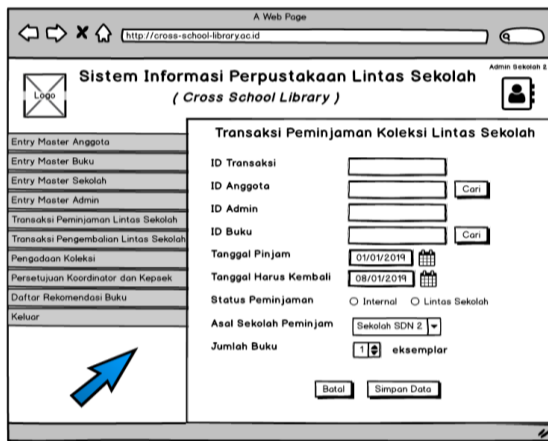 A Web Page
http://cross-school-library.ac.id
Sistem Informasi Perpustakaan Lintas Sekolah
( Cross School Library )
Admin Sekolah 2
Logo
Entry Master Anggota
Entry Master Buku
Entry Master Sekolah
Entry Master Admin
Transaksi Peminjaman Lintas Sekolah
Transaksi Pengembalian Lintas Sekolah
Pengadaan Koleksi
Persetujuan Koordinator dan Kepsek
Daftar Rekomendasi Buku
Keluar
Transaksi Peminjaman Koleksi Lintas Sekolah
ID Transaksi
ID Anggota Cari
ID Admin
ID Buku Cari
Tanggal Pinjam 01/01/2019
Tanggal Harus Kembali 08/01/2019
Status Peminjaman Internal Lintas Sekolah
Asal Sekolah Peminjam Sekolah SDN 2
Jumlah Buku 1 eksemplar
Batal Simpan Data